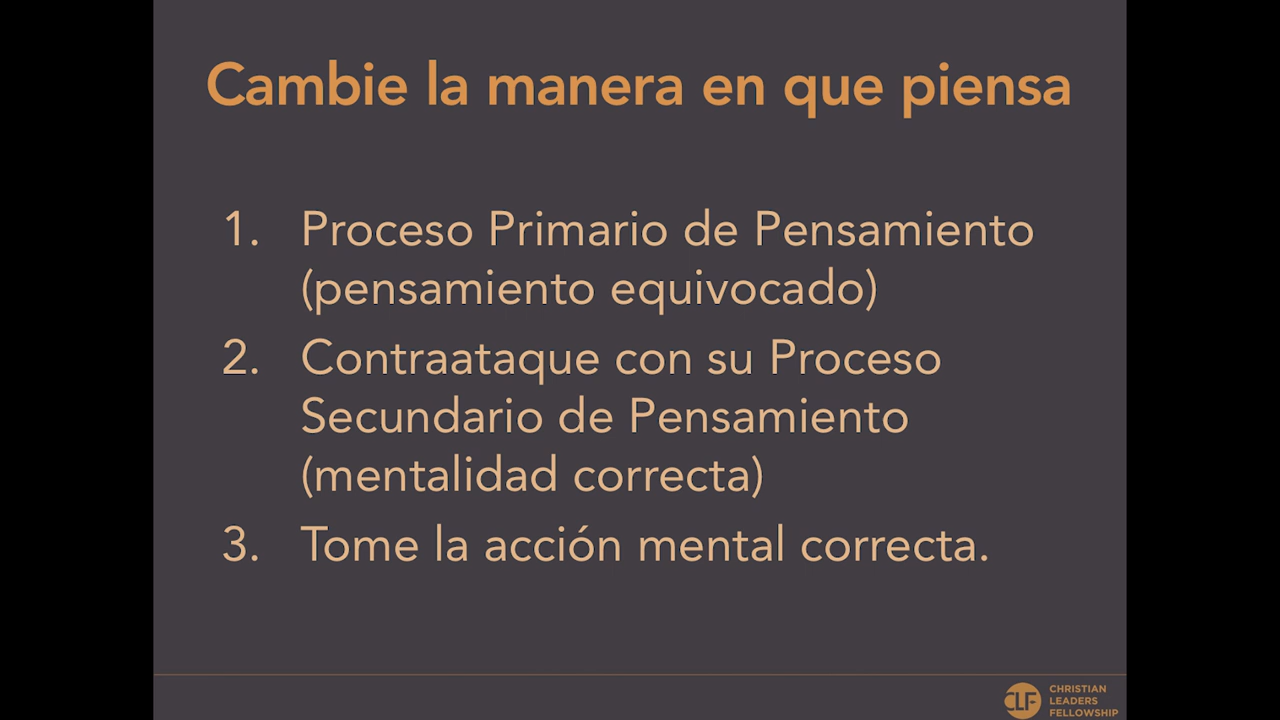 Cambie la manera en que piensa
1. Proceso Primario de Pensamiento
(pensamiento equivocado)
2. Contraataque con su Proceso
Secundario de Pensamiento
(mentalidad correcta)
3. Tome la acción mental correcta.
CLF
CHRISTIAN
LEADERS
FELLOWSHIP